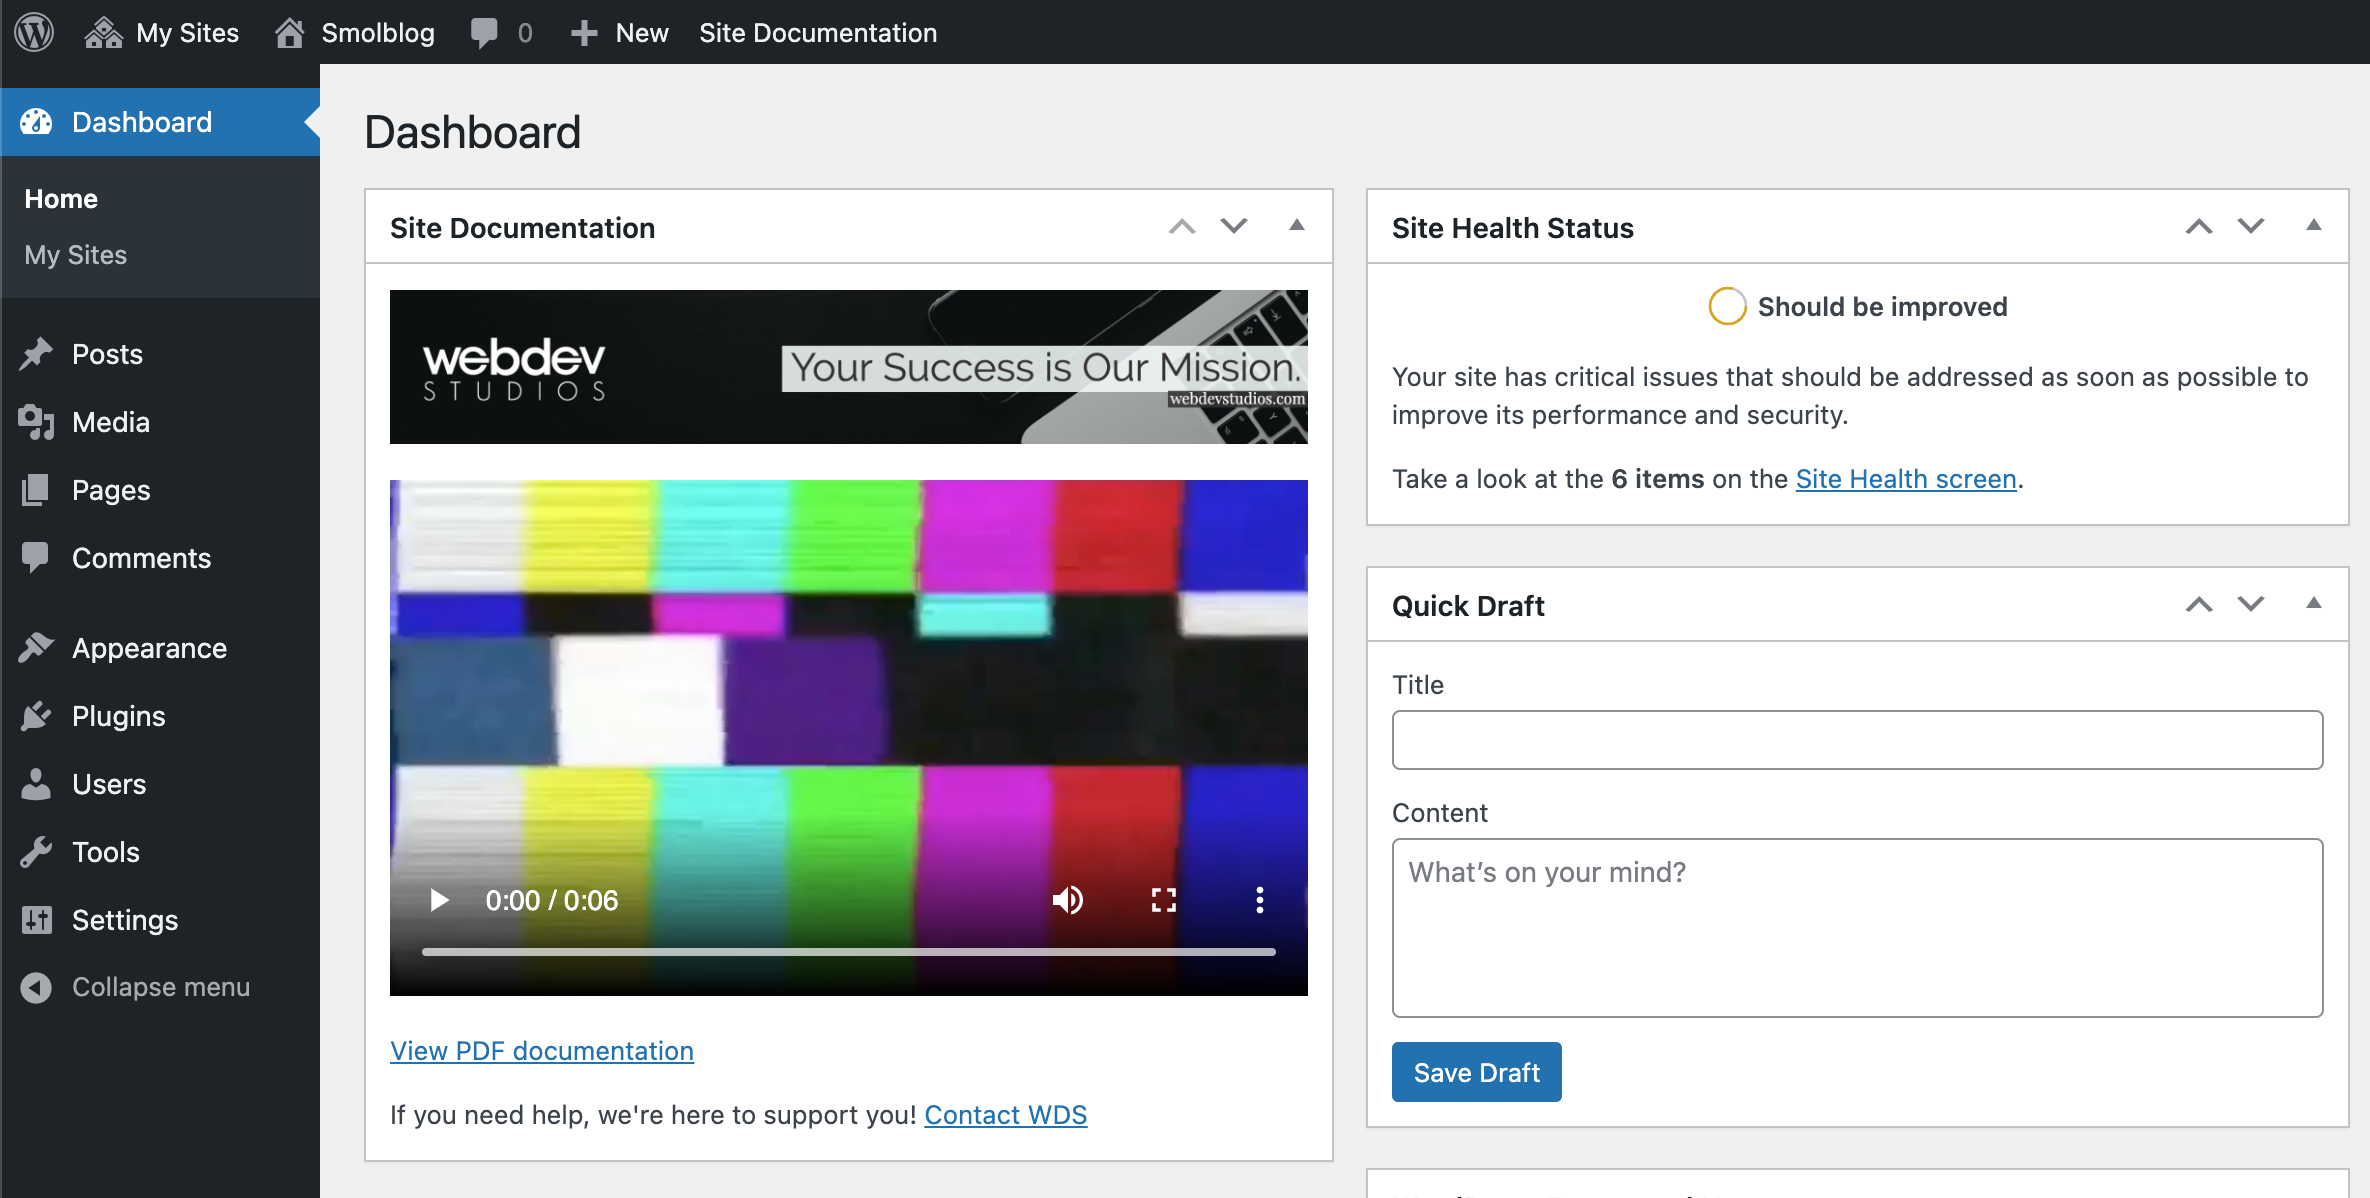 My Sites
Smolblog
0
New
Site Documentation
Dashboard
Home
My Sites
Posts
Media
Pages
Comments
Appearance
Plugins
Users
Tools
Settings
Collapse menu
Dashboard
Site Documentation
webdev
STUDIOS
Your Success is Our Mission.
webdevstudios.com
0:00 / 0:06
View PDF documentation
If you need help, we're here to support you! Contact WDS
Site Health Status
Should be improved
Your site has critical issues that should be addressed as soon as possible to
improve its performance and security.
Take a look at the 6 items on the Site Health screen.
Quick Draft
Title
Content
What’s on your mind?
Save Draft